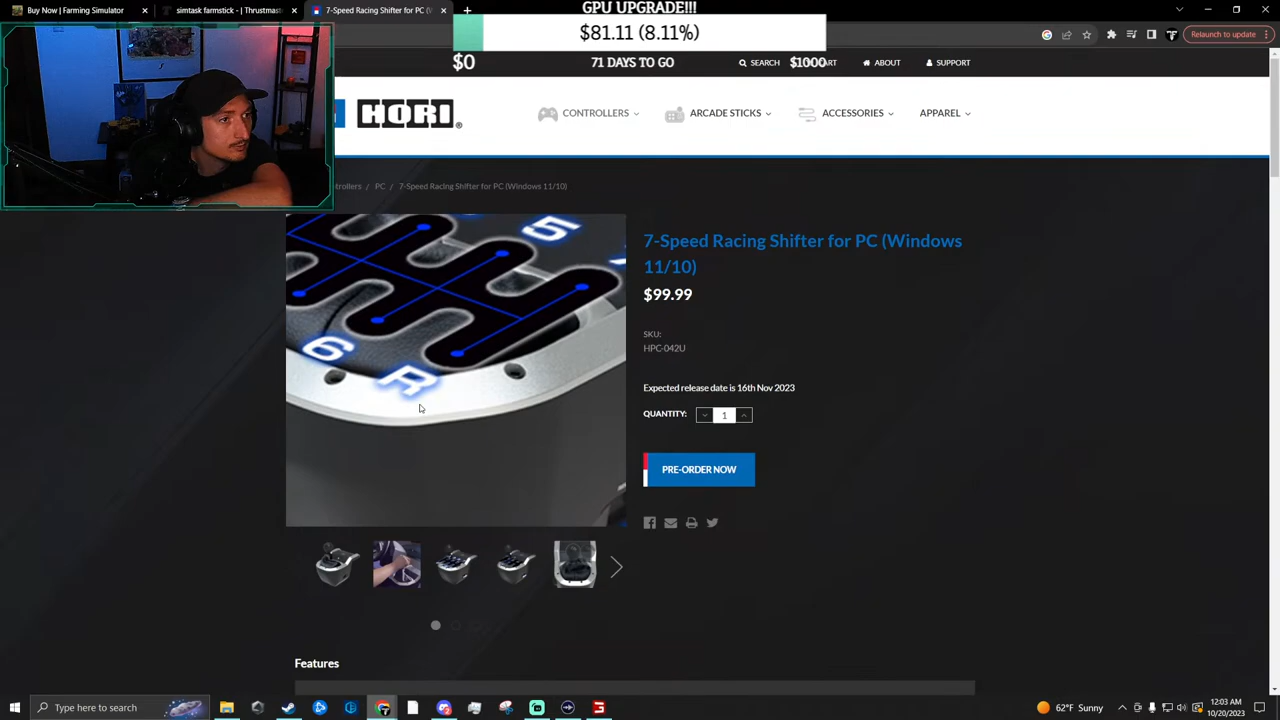 Buy Now | Farming Simulator
simtask farmstick - | Thrustmas
7-Speed Racing Shifter for PC (W
GPU UPGRADE!!!
$81.11 (8.11%)
$0
71 DAYS TO GO
$1000
Relaunch to update
SEARCH
ABOUT
SUPPORT
HORI
CONTROLLERS
ARCADE STICKS
ACCESSORIES
APPAREL
trollers / PC / 7-Speed Racing Shifter for PC (Windows 11/10)
5
6
R
7-Speed Racing Shifter for PC (Windows
11/10)
$99.99
SKU:
HPC-042U
Expected release date is 16th Nov 2023
QUANTITY:
1
PRE-ORDER NOW
Features
Type here to search
62°F Sunny
12:03 AM
10/20/2023